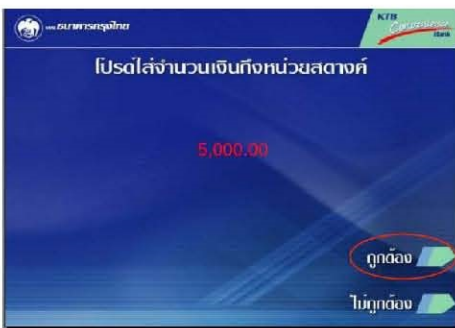 ธนาคารกรุงไทย
KTB
Convenience
Bank
โปรดใส่จำนวนเงินถึงหน่วยสตางค์
5,000.00
ถูกต้อง
ไม่ถูกต้อง